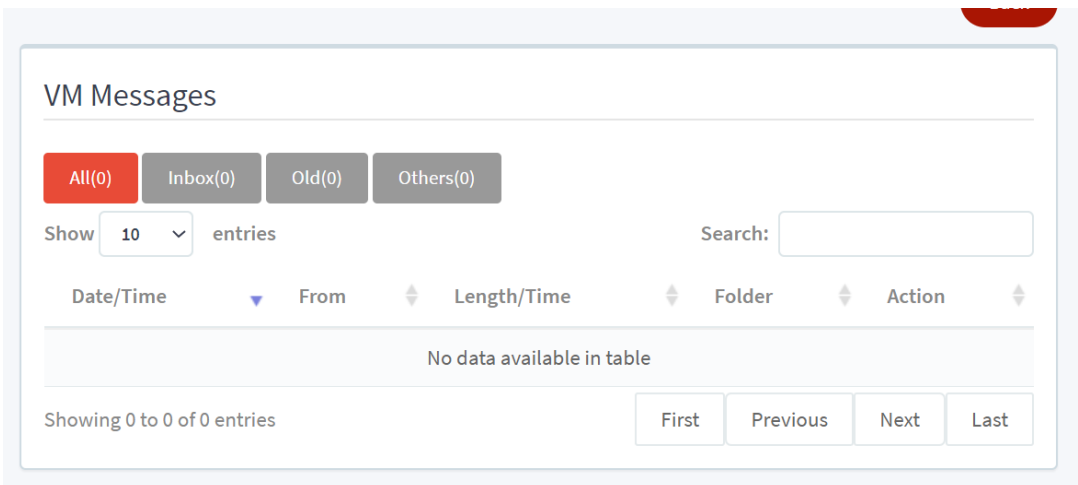 VM Messages
All(0) Inbox(0) Old(0) Others(0)
Show 10 entries Search:
Date/Time From Length/Time Folder Action
No data available in table
Showing 0 to 0 of 0 entries First Previous Next Last